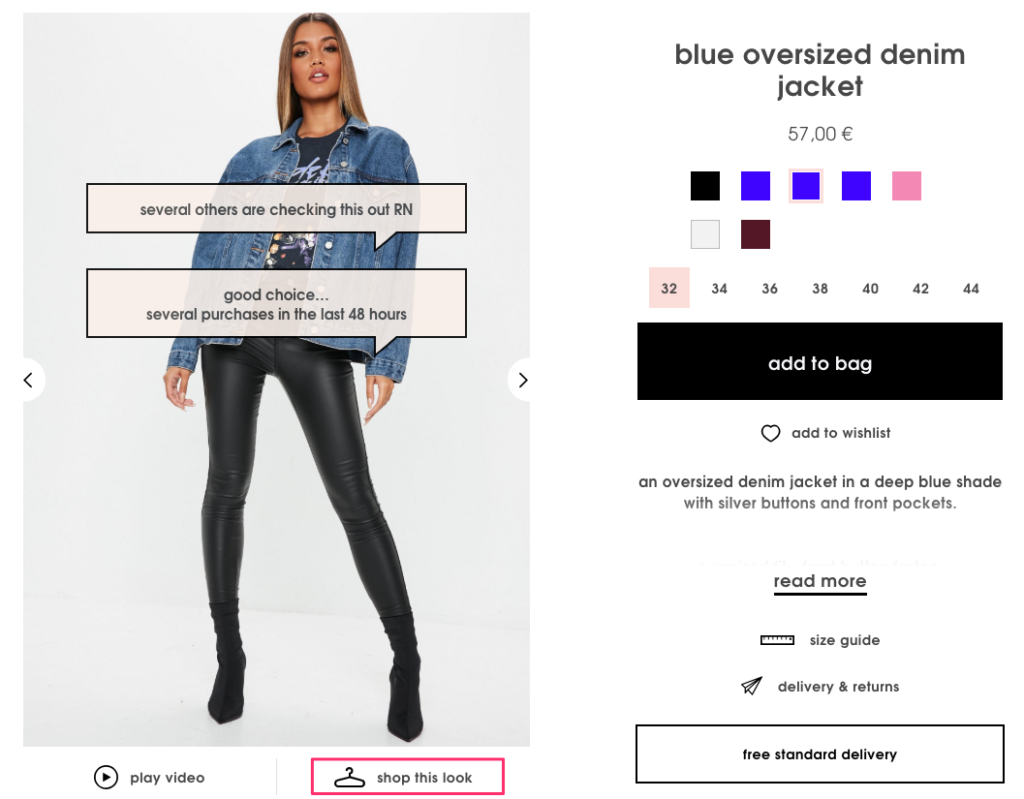 blue oversized denim
jacket
57,00 €
several others are checking this out RN
good choice...
several purchases in the last 48 hours
32 34 36 38 40 42 44
add to bag
add to wishlist
an oversized denim jacket in a deep blue shade
with silver buttons and front pockets.
read more
size guide
delivery & returns
free standard delivery
play video
shop this look